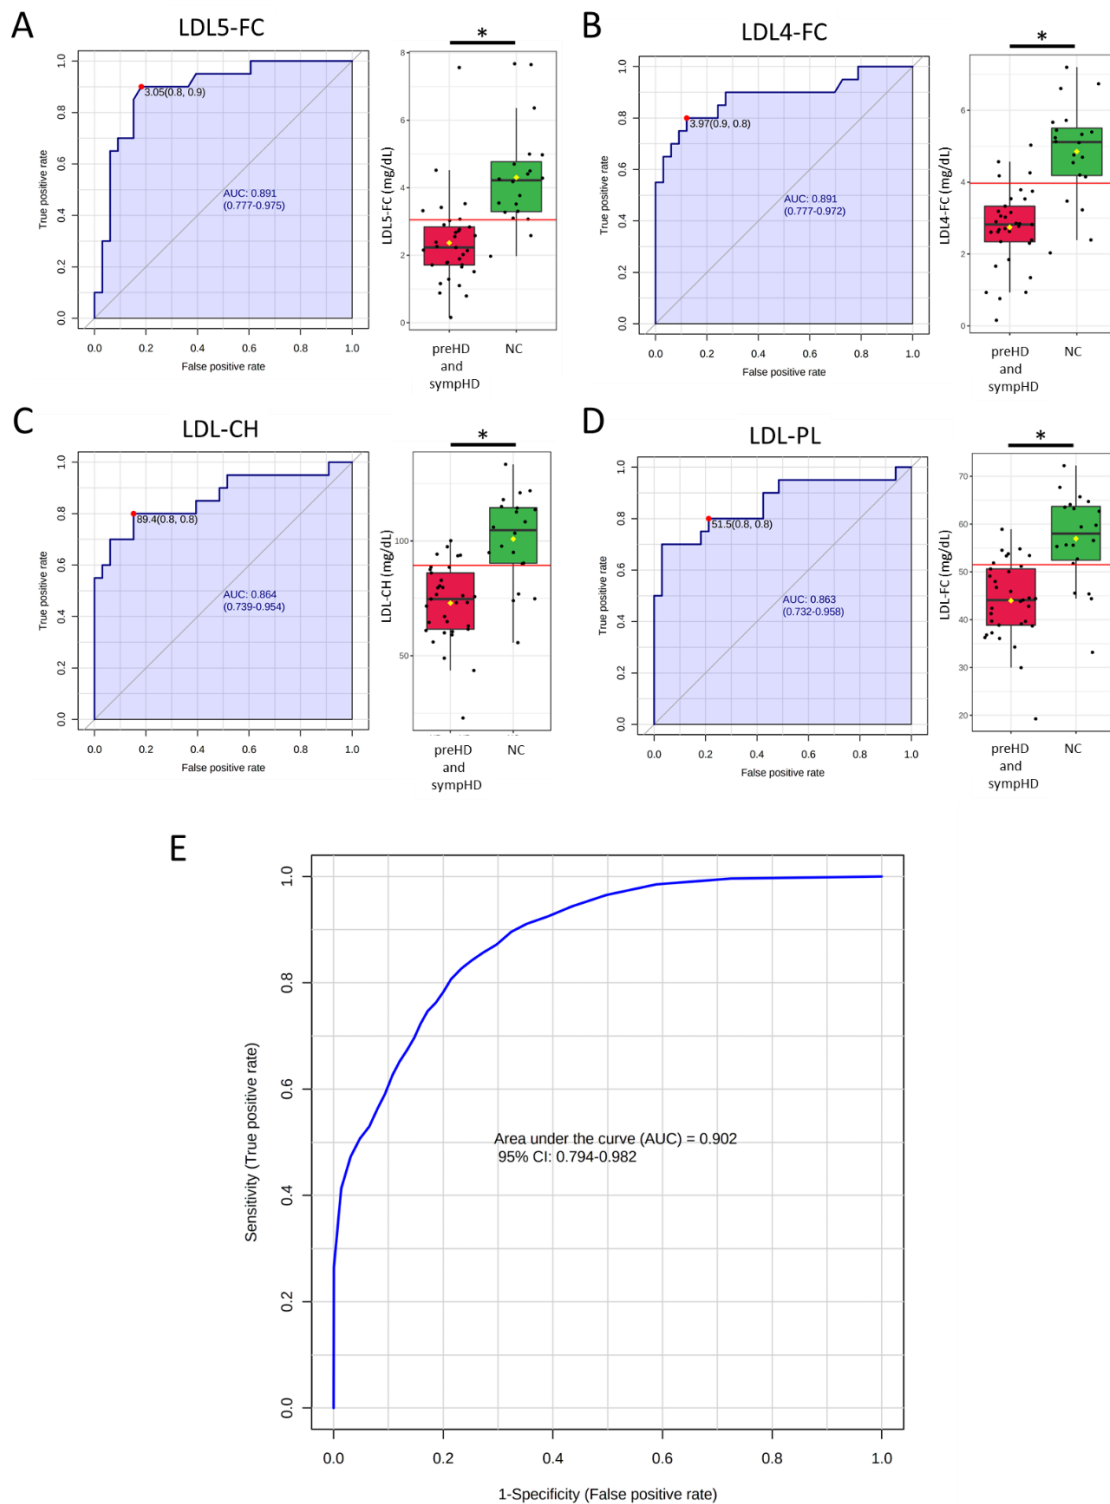 A
LDL5-FC
True positive rate
1.0
0.8
0.6
0.4
0.2
0.0
3.05(0.8, 0.9)
AUC: 0.891
(0.777-0.975)
0.0 0.2 0.4 0.6 0.8 1.0
False positive rate
*
LDL5-FC (mg/dL)
8
6
4
2
0
preHD
and
sympHD
NC
B
LDL4-FC
True positive rate
1.0
0.8
0.6
0.4
0.2
0.0
3.97(0.9, 0.8)
AUC: 0.891
(0.777-0.972)
0.0 0.2 0.4 0.6 0.8 1.0
False positive rate
*
LDL4-FC (mg/dL)
6
4
2
0
preHD
and
sympHD
NC
C
LDL-CH
True positive rate
1.0
0.8
0.6
0.4
0.2
0.0
89.4(0.8, 0.8)
AUC: 0.864
(0.739-0.954)
0.0 0.2 0.4 0.6 0.8 1.0
False positive rate
*
LDL-CH (mg/dL)
100
50
preHD
and
sympHD
NC
D
LDL-PL
True positive rate
1.0
0.8
0.6
0.4
0.2
0.0
51.5(0.8, 0.8)
AUC: 0.863
(0.732-0.958)
0.0 0.2 0.4 0.6 0.8 1.0
False positive rate
*
LDL-FC (mg/dL)
70
60
50
40
30
20
preHD
and
sympHD
NC
E
Sensitivity (True positive rate)
1.0
0.8
0.6
0.4
0.2
0.0
Area under the curve (AUC) = 0.902
95% CI: 0.794-0.982
0.0 0.2 0.4 0.6 0.8 1.0
1-Specificity (False positive rate)